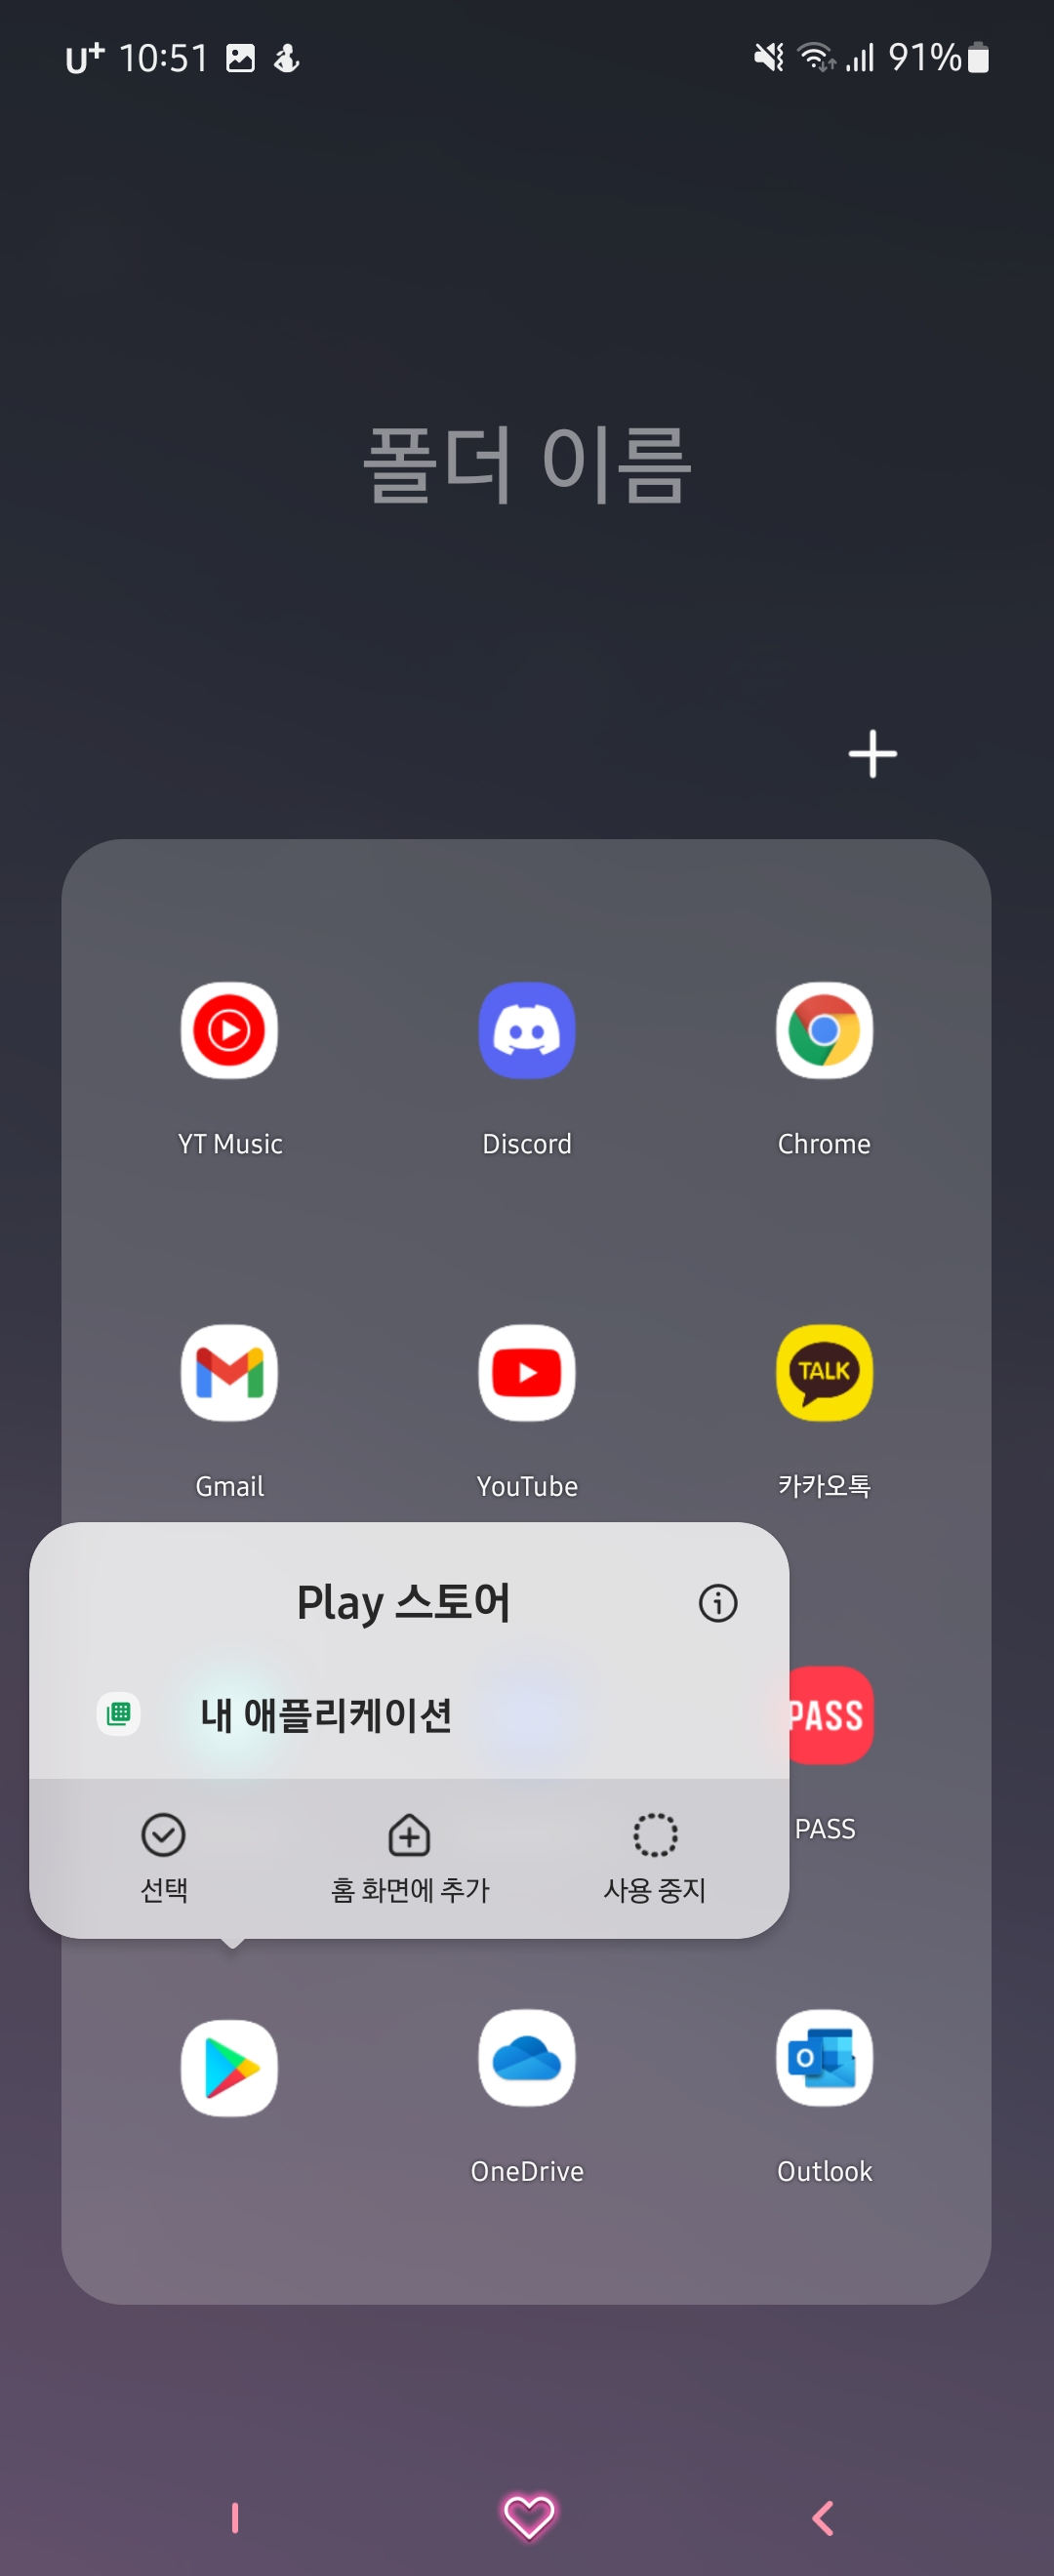 U+ 10:51 91%
폴더 이름
YT Music Discord Chrome
TALK
Gmail YouTube 카카오톡
Play 스토어
내 애플리케이션
PASS
PASS
선택 홈 화면에 추가 사용 중지
O
OneDrive Outlook